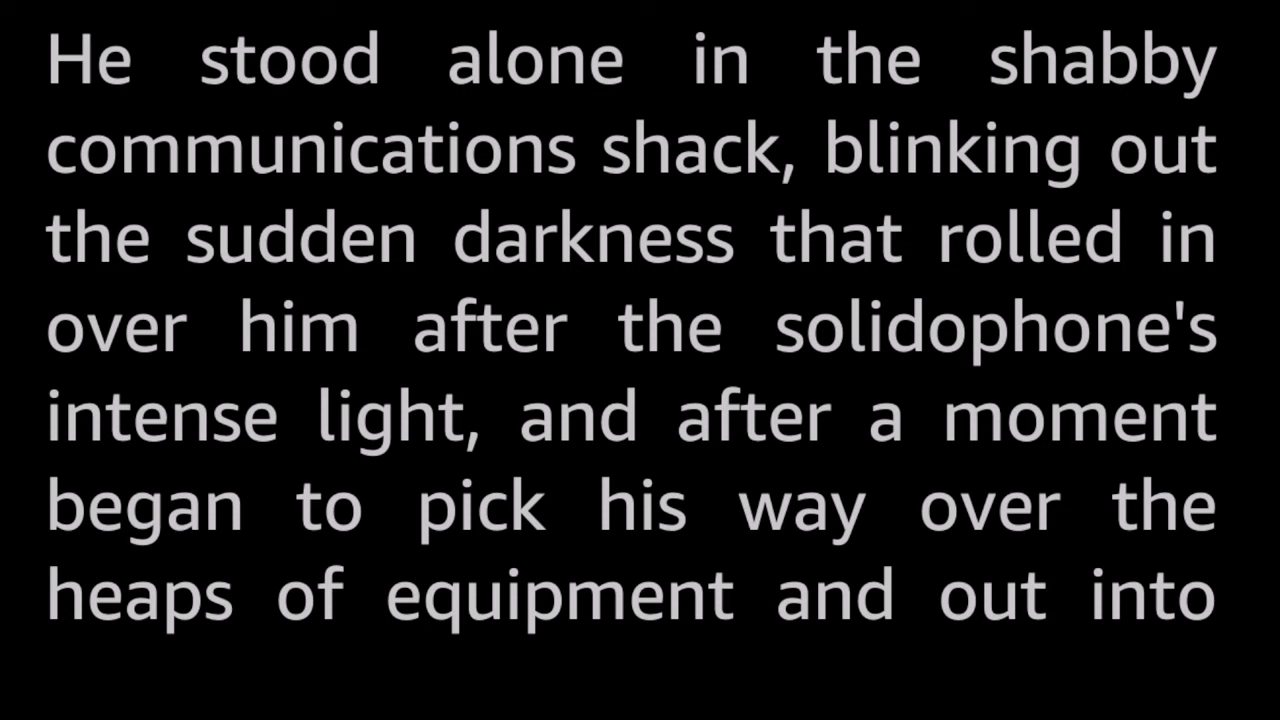 He stood alone in the shabby
communications shack, blinking out
the sudden darkness that rolled in
over him after the solidophone's
intense light, and after a moment
began to pick his way over the
heaps of equipment and out into